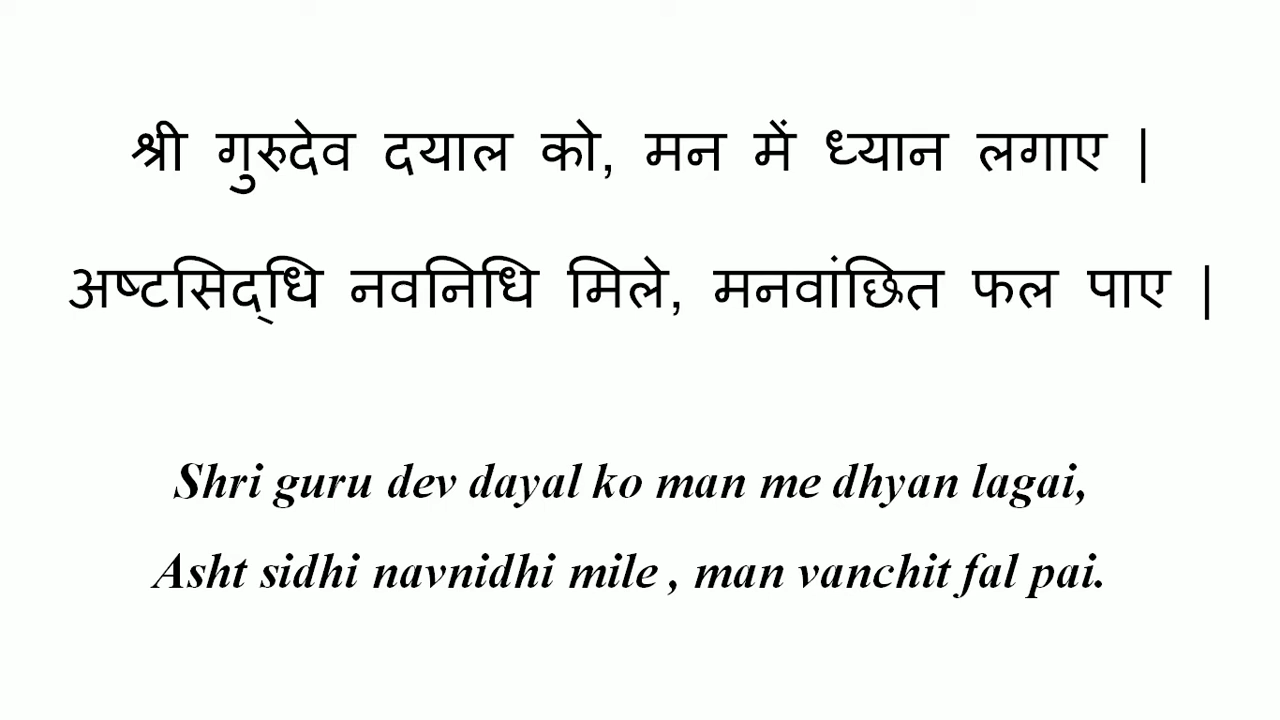 श्री गुरुदेव दयाल को, मन में ध्यान लगाए |
अष्टसिद्‌धि नवनिधि मिले, मनवांछित फल पाए |
Shri guru dev dayal ko man me dhyan lagai,
Asht sidhi navnidhi mile , man vanchit fal pai.